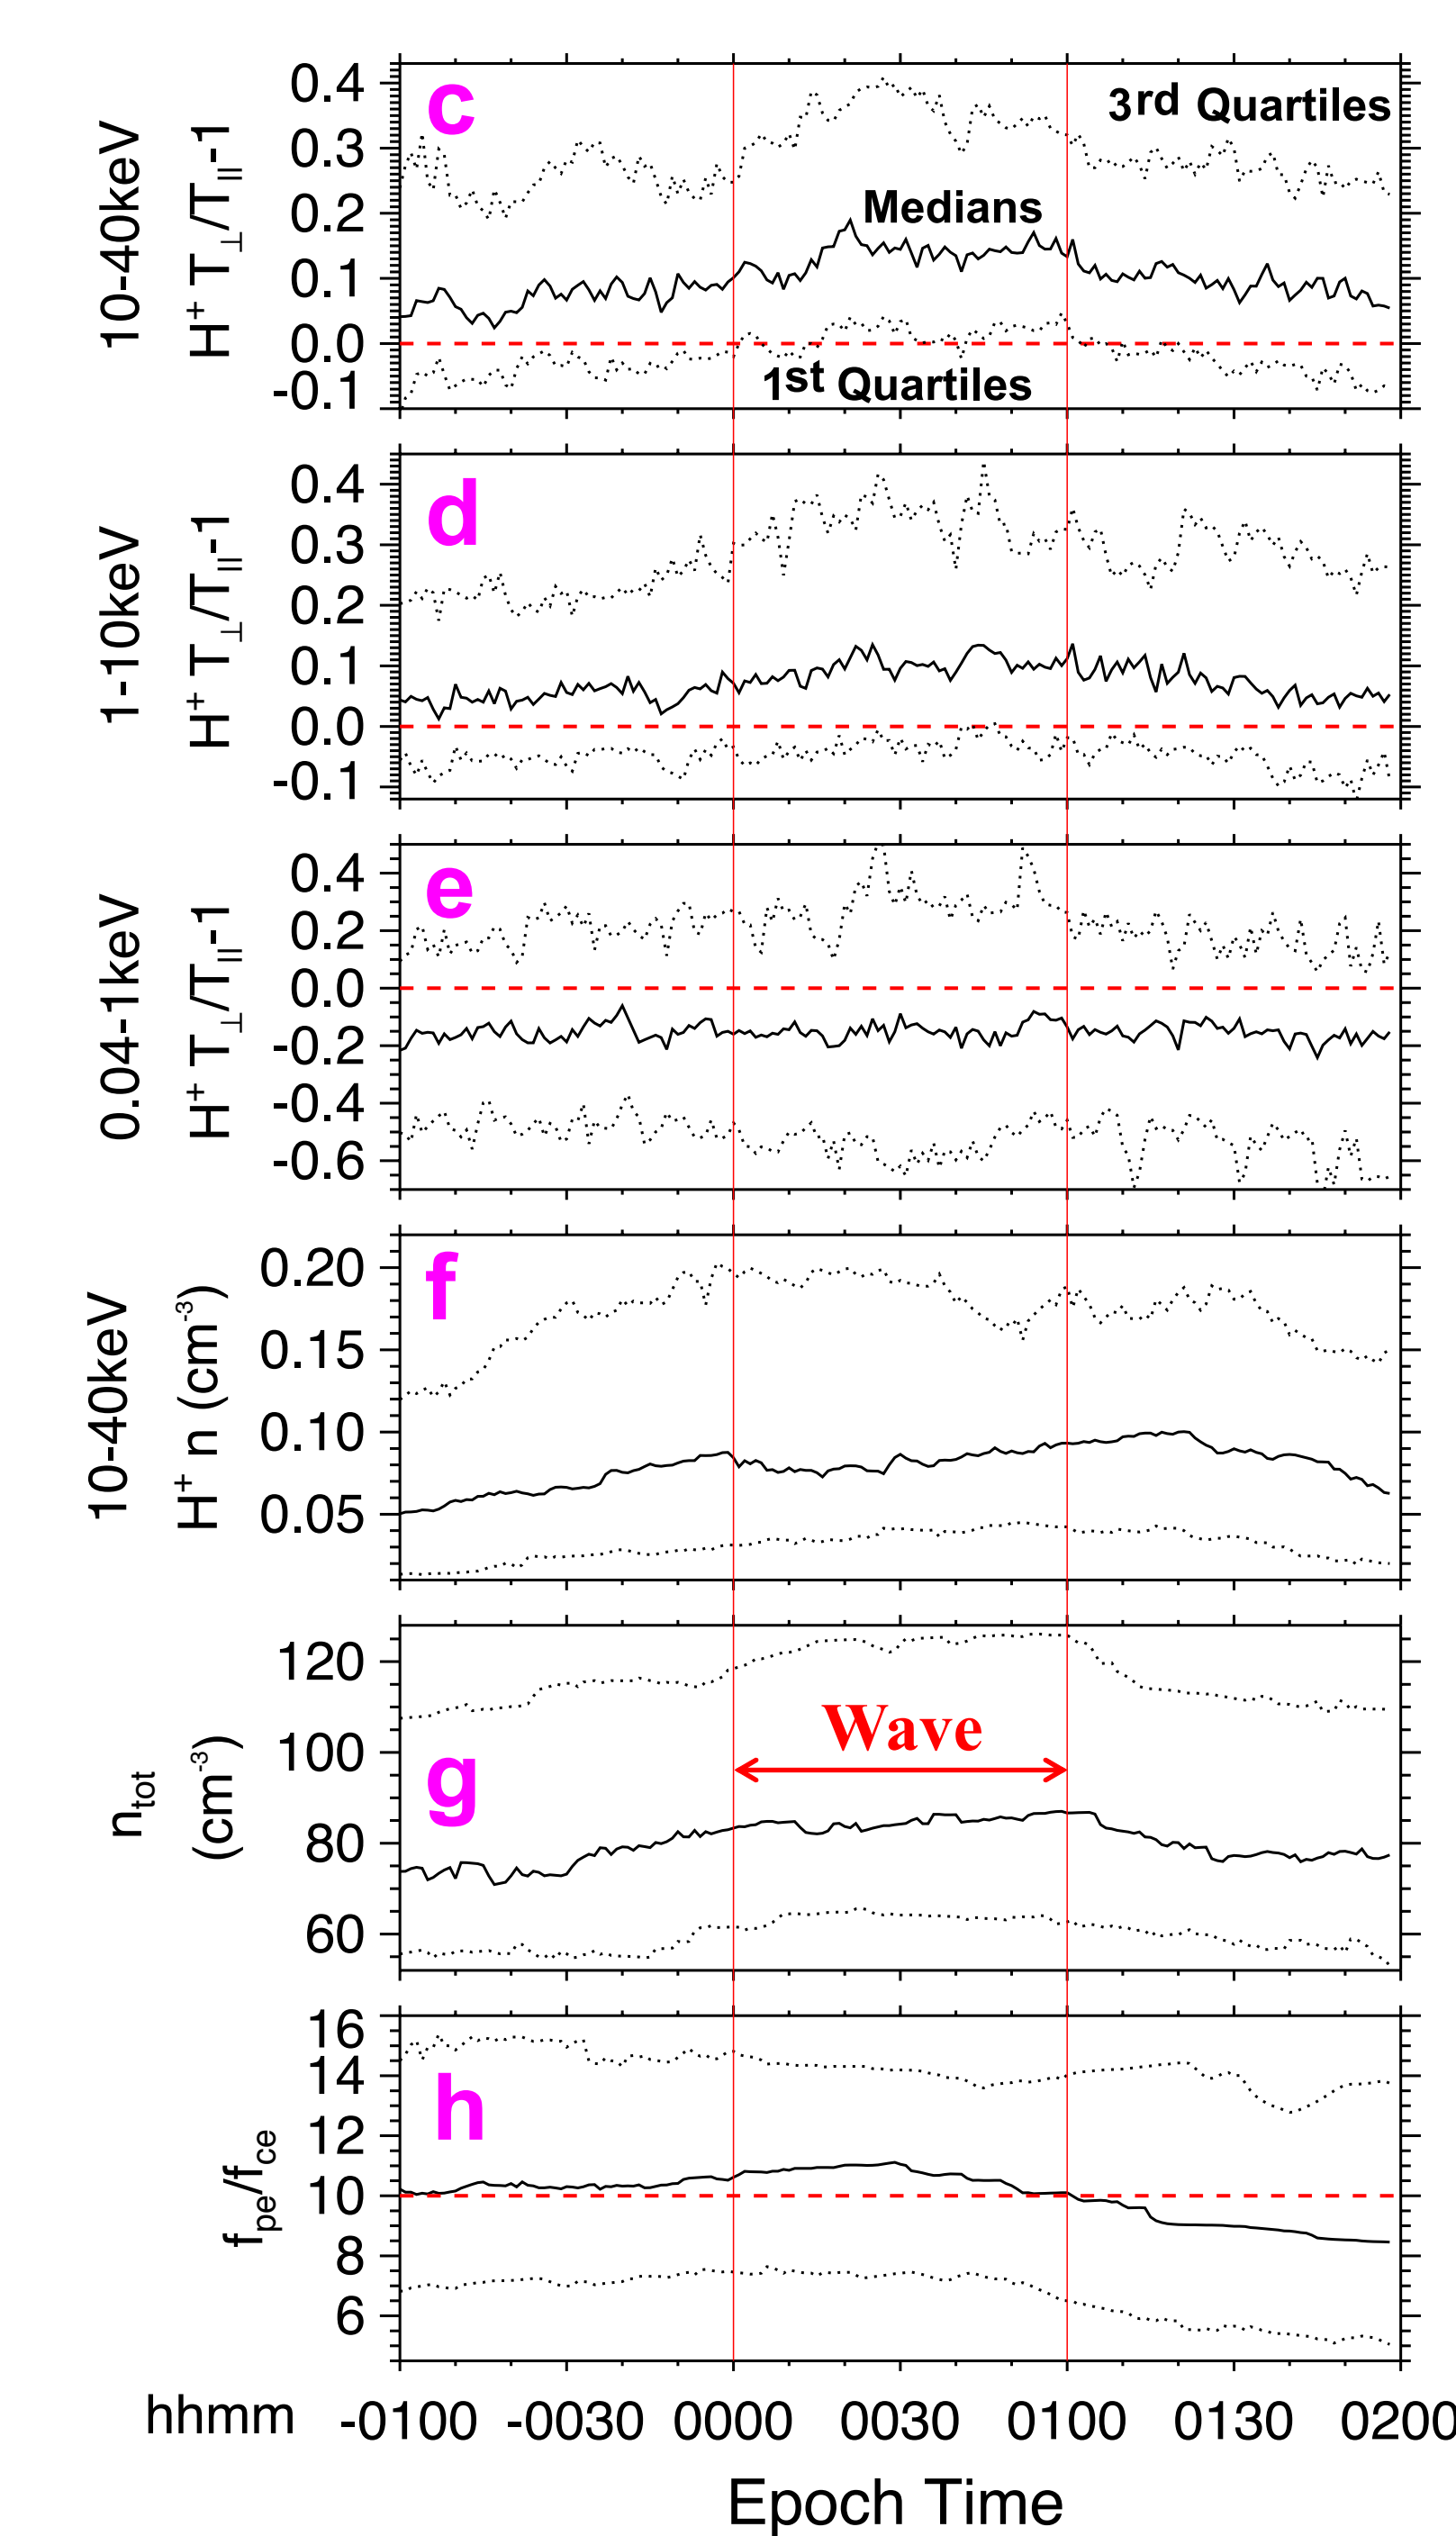 c
10-40keV
H+ T⊥/T||-1
0.4
0.3
0.2
0.1
0.0
-0.1
3rd Quartiles
Medians
1st Quartiles
d
1-10keV
H+ T⊥/T||-1
0.4
0.3
0.2
0.1
0.0
-0.1
e
0.04-1keV
H+ T⊥/T||-1
0.4
0.2
0.0
-0.2
-0.4
-0.6
f
10-40keV
H+ n (cm-3)
0.20
0.15
0.10
0.05
g
ntot
(cm-3)
120
100
80
60
Wave
h
fpe/fce
16
14
12
10
8
6
hhmm -0100 -0030 0000 0030 0100 0130 0200
Epoch Time